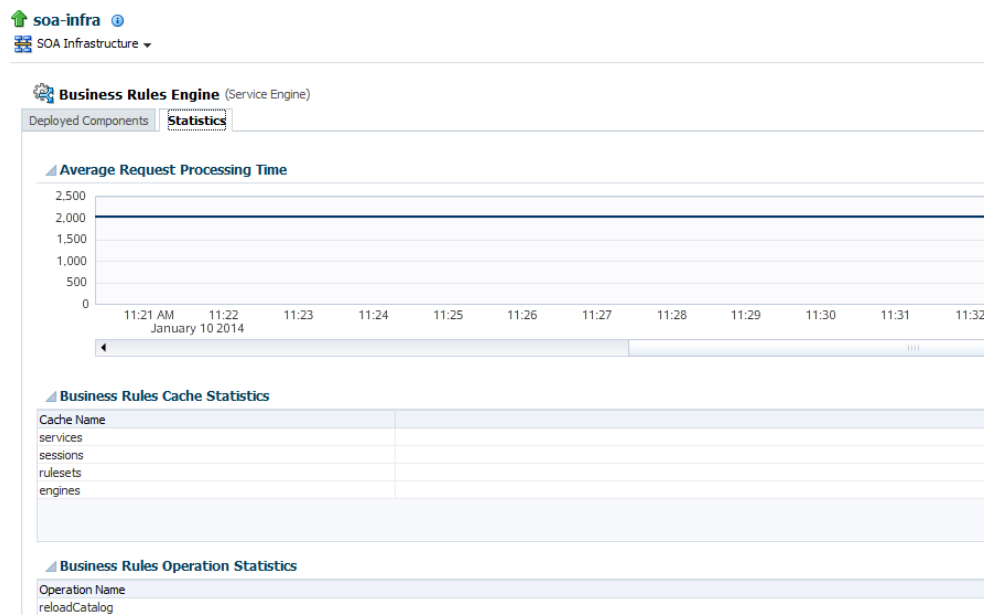 soa-infra
SOA Infrastructure
Business Rules Engine (Service Engine)
Deployed Components Statistics
Average Request Processing Time
2,500
2,000
1,500
1,000
500
0
11:21 AM 11:22 11:23 11:24 11:25 11:26 11:27 11:28 11:29 11:30 11:31 11:32
January 10 2014
Business Rules Cache Statistics
Cache Name
services
sessions
rulesets
engines
Business Rules Operation Statistics
Operation Name
reloadCatalog